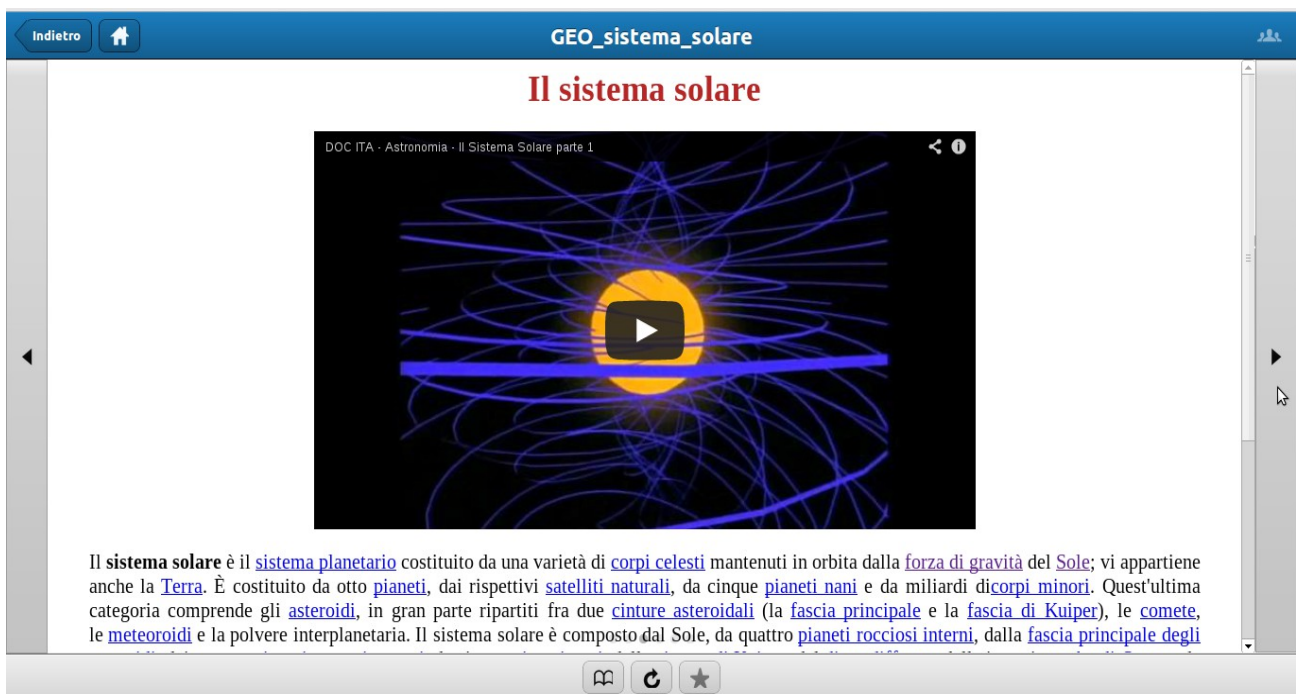 Indietro
GEO_sistema_solare
Il sistema solare
DOC ITA - Astronomia - Il Sistema Solare parte 1
Il sistema solare è il sistema planetario costituito da una varietà di corpi celesti mantenuti in orbita dalla forza di gravità del Sole; vi appartiene
anche la Terra. È costituito da otto pianeti, dai rispettivi satelliti naturali, da cinque pianeti nani e da miliardi dicorpi minori. Quest'ultima
categoria comprende gli asteroidi, in gran parte ripartiti fra due cinture asteroidali (la fascia principale e la fascia di Kuiper), le comete,
le meteoroidi e la polvere interplanetaria. Il sistema solare è composto dal Sole, da quattro pianeti rocciosi interni, dalla fascia principale degli